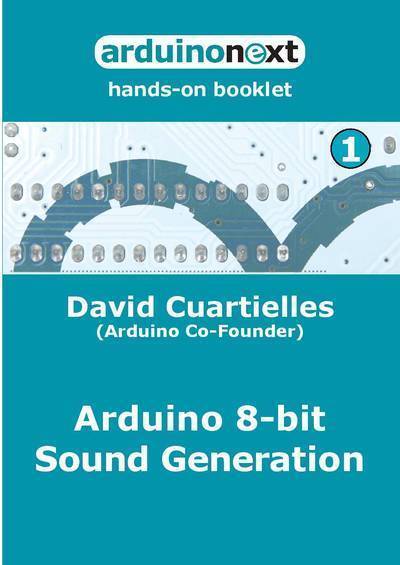 arduinonext
hands-on booklet
1
David Cuartielles
(Arduino Co-Founder)
Arduino 8-bit
Sound Generation